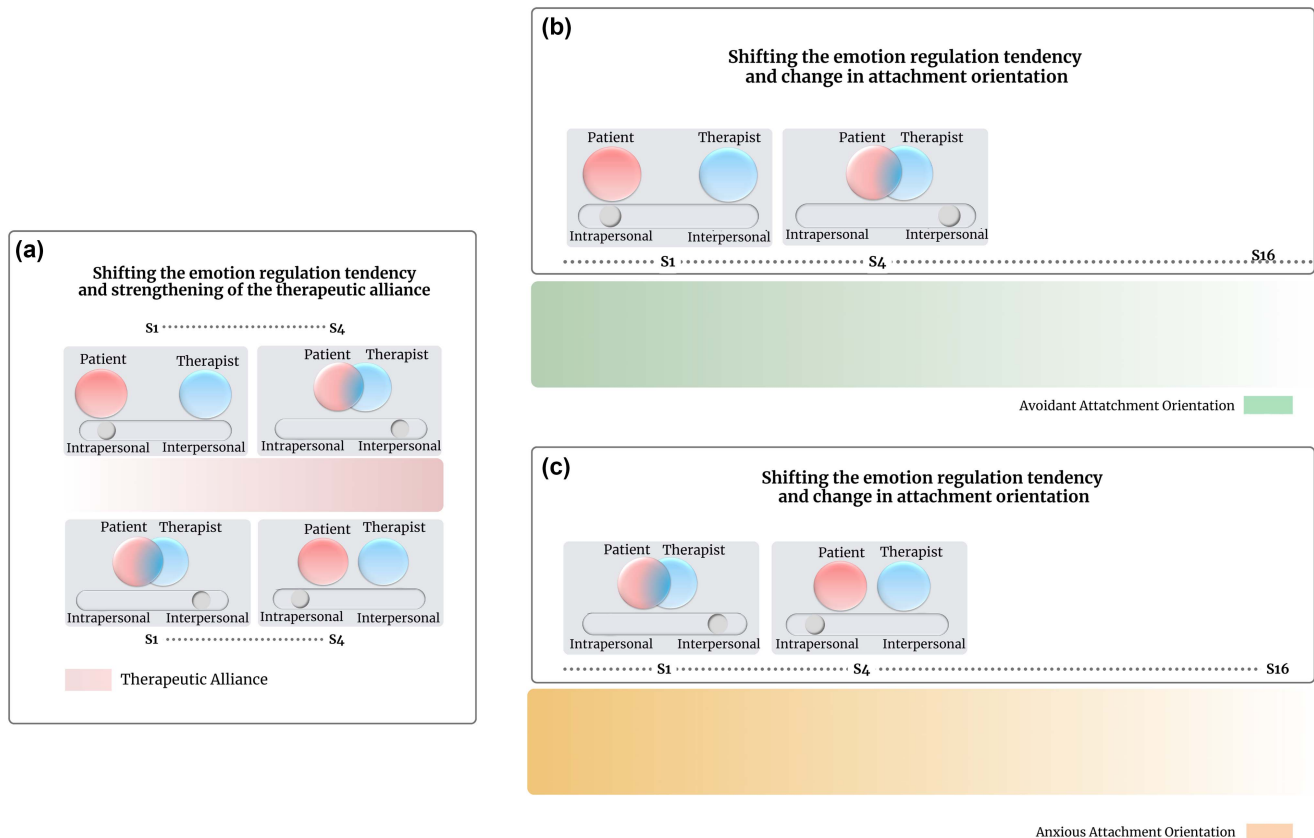 (a)
Shifting the emotion regulation tendency
and strengthening of the therapeutic alliance
S1 S4
Patient Therapist
Intrapersonal Interpersonal
Patient Therapist
Intrapersonal Interpersonal
Patient Therapist
Intrapersonal Interpersonal
Patient Therapist
Intrapersonal Interpersonal
S1 S4
Therapeutic Alliance
(b)
Shifting the emotion regulation tendency
and change in attachment orientation
Patient Therapist
Intrapersonal Interpersonal
Patient Therapist
Intrapersonal Interpersonal
S1 S4 S16
Avoidant Attatchment Orientation
(c)
Shifting the emotion regulation tendency
and change in attachment orientation
Patient Therapist
Intrapersonal Interpersonal
Patient Therapist
Intrapersonal Interpersonal
S1 S4 S16
Anxious Attachment Orientation